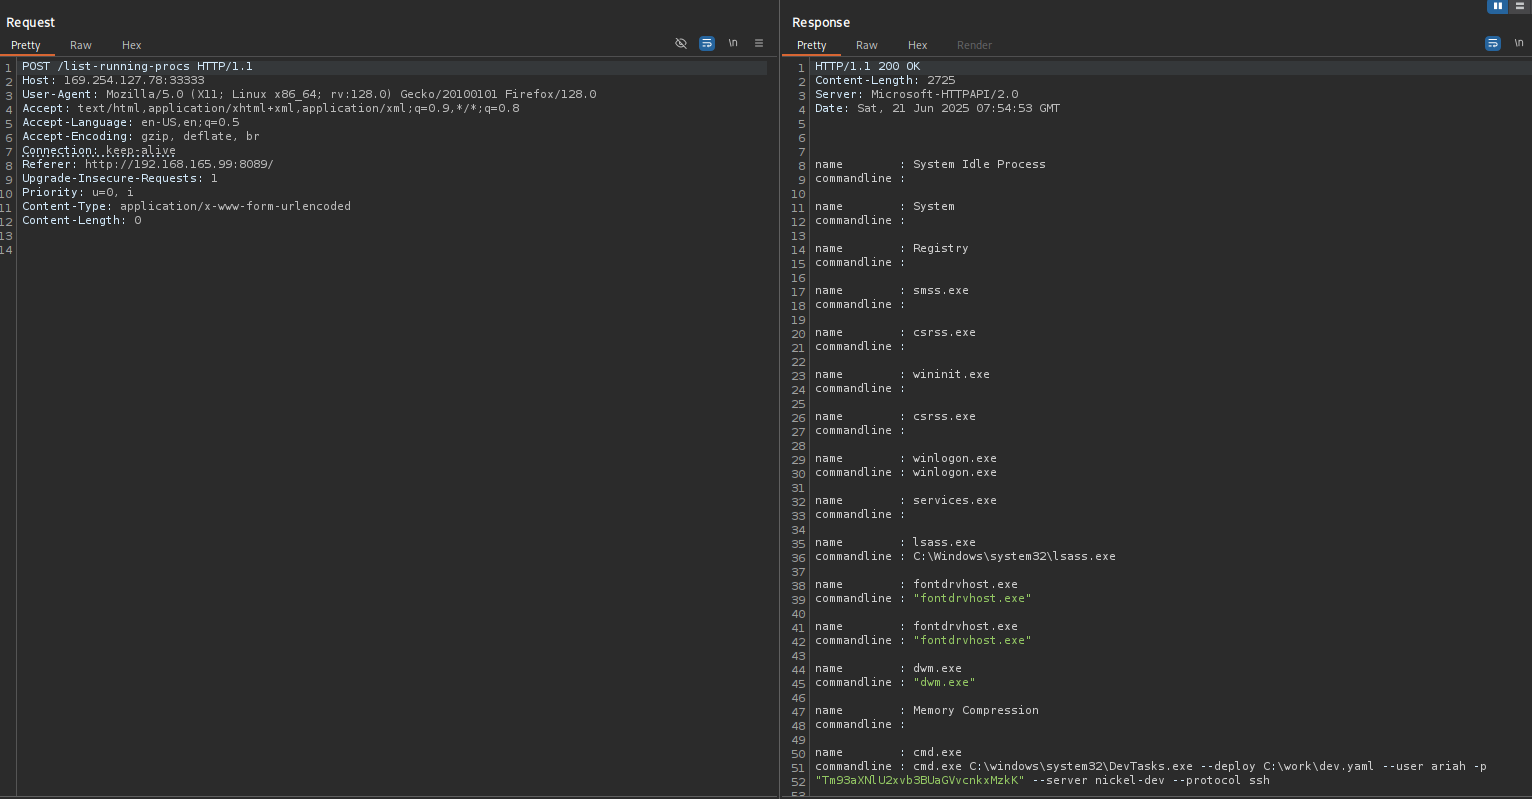 Request
Pretty Raw Hex \n
1 POST /list-running-procs HTTP/1.1
2 Host: 169.254.127.78:33333
3 User-Agent: Mozilla/5.0 (X11; Linux x86_64; rv:128.0) Gecko/20100101 Firefox/128.0
4 Accept: text/html,application/xhtml+xml,application/xml;q=0.9,*/*;q=0.8
5 Accept-Language: en-US,en;q=0.5
6 Accept-Encoding: gzip, deflate, br
7 Connection: keep-alive
8 Referer: http://192.168.165.99:8089/
9 Upgrade-Insecure-Requests: 1
10 Priority: u=0, i
11 Content-Type: application/x-www-form-urlencoded
12 Content-Length: 0
13
14
Response
Pretty Raw Hex Render \n
1 HTTP/1.1 200 OK
2 Content-Length: 2725
3 Server: Microsoft-HTTPAPI/2.0
4 Date: Sat, 21 Jun 2025 07:54:53 GMT
5
6
7
8 name : System Idle Process
9 commandline :
10
11 name : System
12 commandline :
13
14 name : Registry
15 commandline :
16
17 name : smss.exe
18 commandline :
19
20 name : csrss.exe
21 commandline :
22
23 name : wininit.exe
24 commandline :
25
26 name : csrss.exe
27 commandline :
28
29 name : winlogon.exe
30 commandline : winlogon.exe
31
32 name : services.exe
33 commandline :
34
35 name : lsass.exe
36 commandline : C:\Windows\system32\lsass.exe
37
38 name : fontdrvhost.exe
39 commandline : "fontdrvhost.exe"
40
41 name : fontdrvhost.exe
42 commandline : "fontdrvhost.exe"
43
44 name : dwm.exe
45 commandline : "dwm.exe"
46
47 name : Memory Compression
48 commandline :
49
50 name : cmd.exe
51 commandline : cmd.exe C:\windows\system32\DevTasks.exe --deploy C:\work\dev.yaml --user ariah -p
52 "Tm93aXNlU2xvb3BUaGVvcnkxMzkK" --server nickel-dev --protocol ssh
53